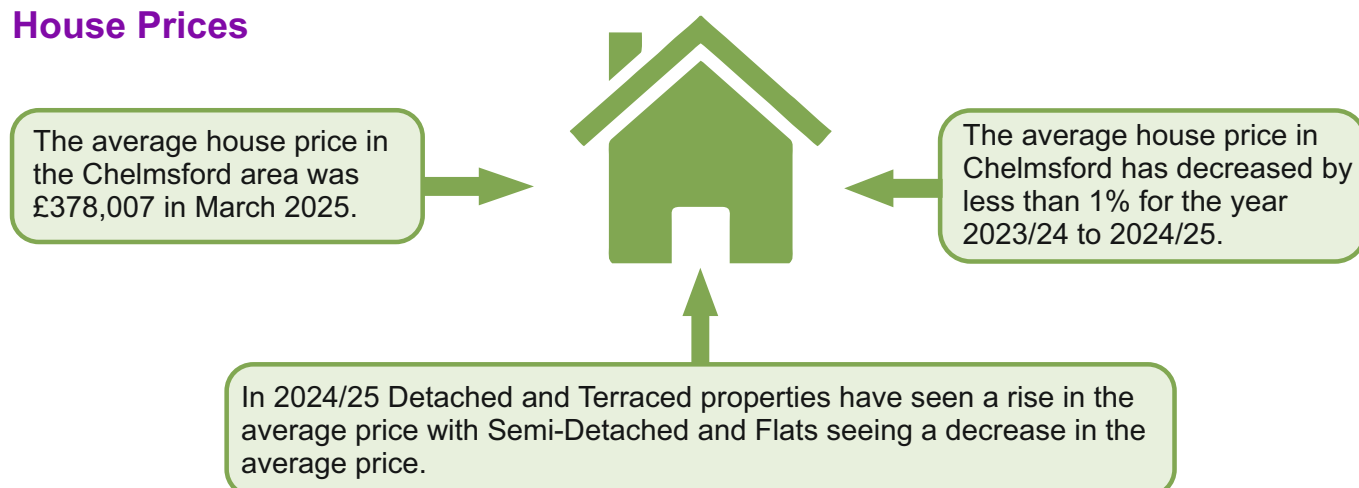 House Prices
The average house price in
the Chelmsford area was
£378,007 in March 2025.
The average house price in
Chelmsford has decreased by
less than 1% for the year
2023/24 to 2024/25.
In 2024/25 Detached and Terraced properties have seen a rise in the
average price with Semi-Detached and Flats seeing a decrease in the
average price.